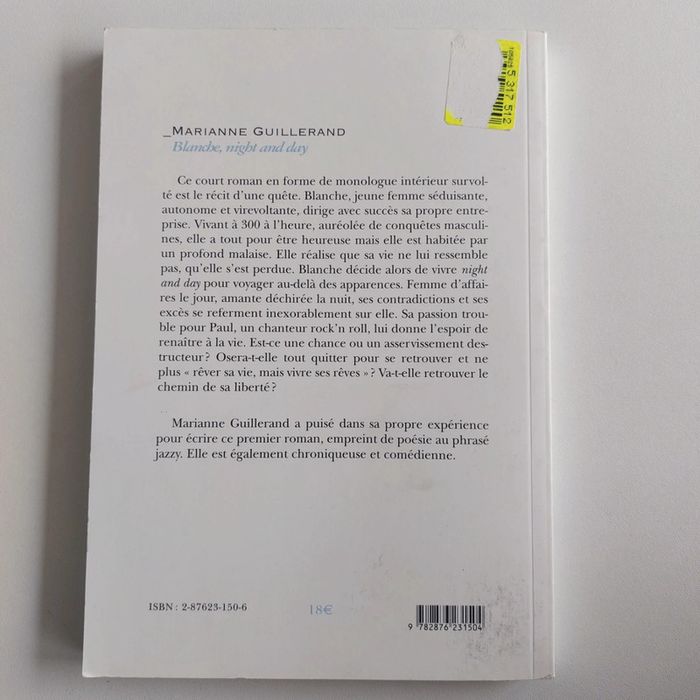 5 317 512
_MARIANNE GUILLERAND
Blanche, night and day
Ce court roman en forme de monologue intérieur survol-
té est le récit d'une quête. Blanche, jeune femme séduisante,
autonome et virevoltante, dirige avec succès sa propre entre-
prise. Vivant à 300 à l'heure, auréolée de conquêtes masculi-
nes, elle a tout pour être heureuse mais elle est habitée par
un profond malaise. Elle réalise que sa vie ne lui ressemble
pas, qu'elle s'est perdue. Blanche décide alors de vivre night
and day pour voyager au-delà des apparences. Femme d'affai-
res le jour, amante déchirée la nuit, ses contradictions et ses
excès se referment inexorablement sur elle. Sa passion trou-
ble pour Paul, un chanteur rock'n roll, lui donne l'espoir de
renaître à la vie. Est-ce une chance ou un asservissement des-
tructeur ? Osera-t-elle tout quitter pour se retrouver et ne
plus « rêver sa vie, mais vivre ses rêves » ? Va-t-elle retrouver le
chemin de sa liberté ?
Marianne Guillerand a puisé dans sa propre expérience
pour écrire ce premier roman, empreint de poésie au phrasé
jazzy. Elle est également chroniqueuse et comédienne.
ISBN : 2-87623-150-6
18€
9 782876 231504